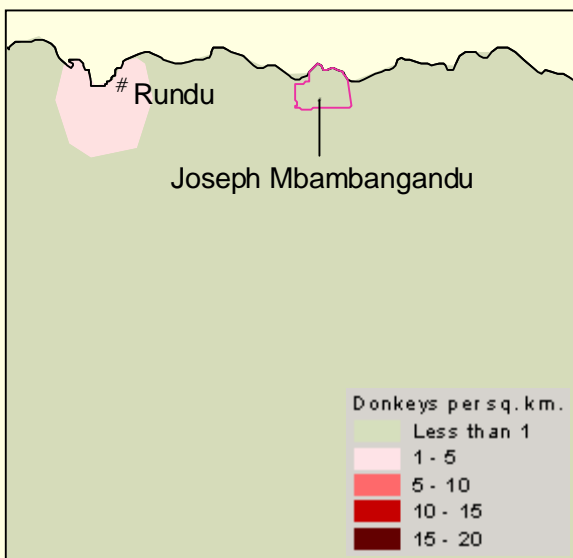 # Rundu
Joseph Mbambangandu
Donkeys per sq. km.
Less than 1
1 - 5
5 - 10
10 - 15
15 - 20